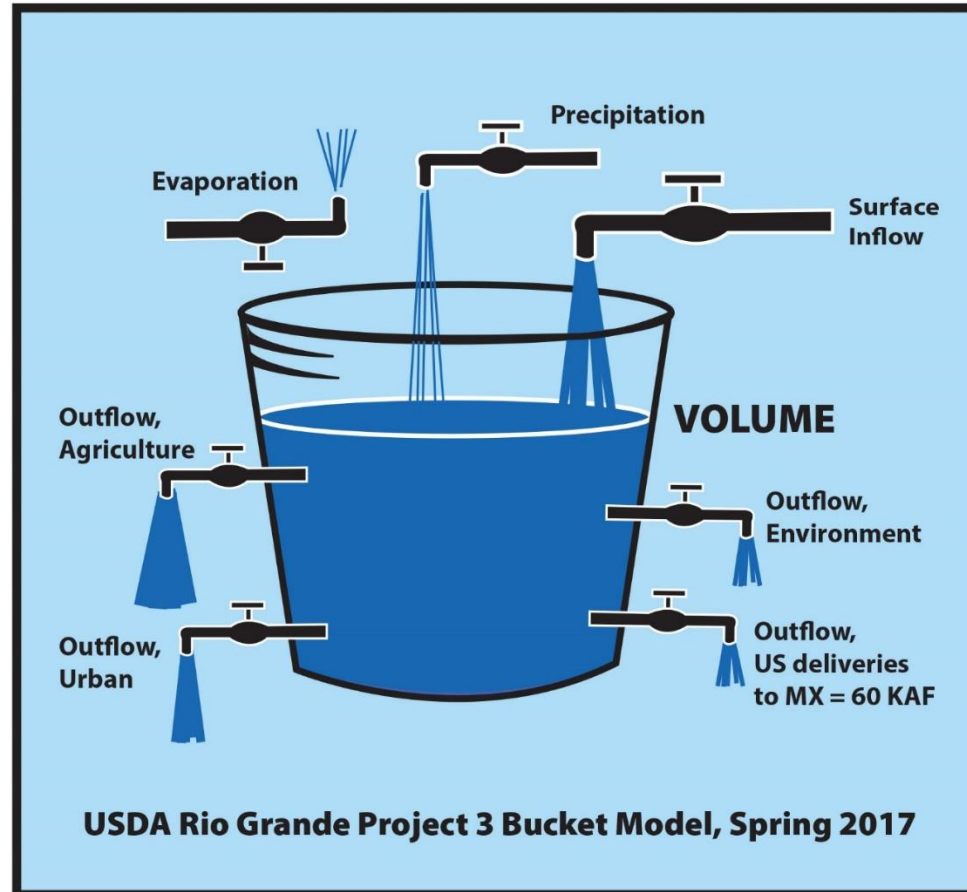 Precipitation
Evaporation
Surface
Inflow
VOLUME
Outflow,
Agriculture
Outflow,
Environment
Outflow,
Urban
Outflow,
US deliveries
to MX = 60 KAF
USDA Rio Grande Project 3 Bucket Model, Spring 2017